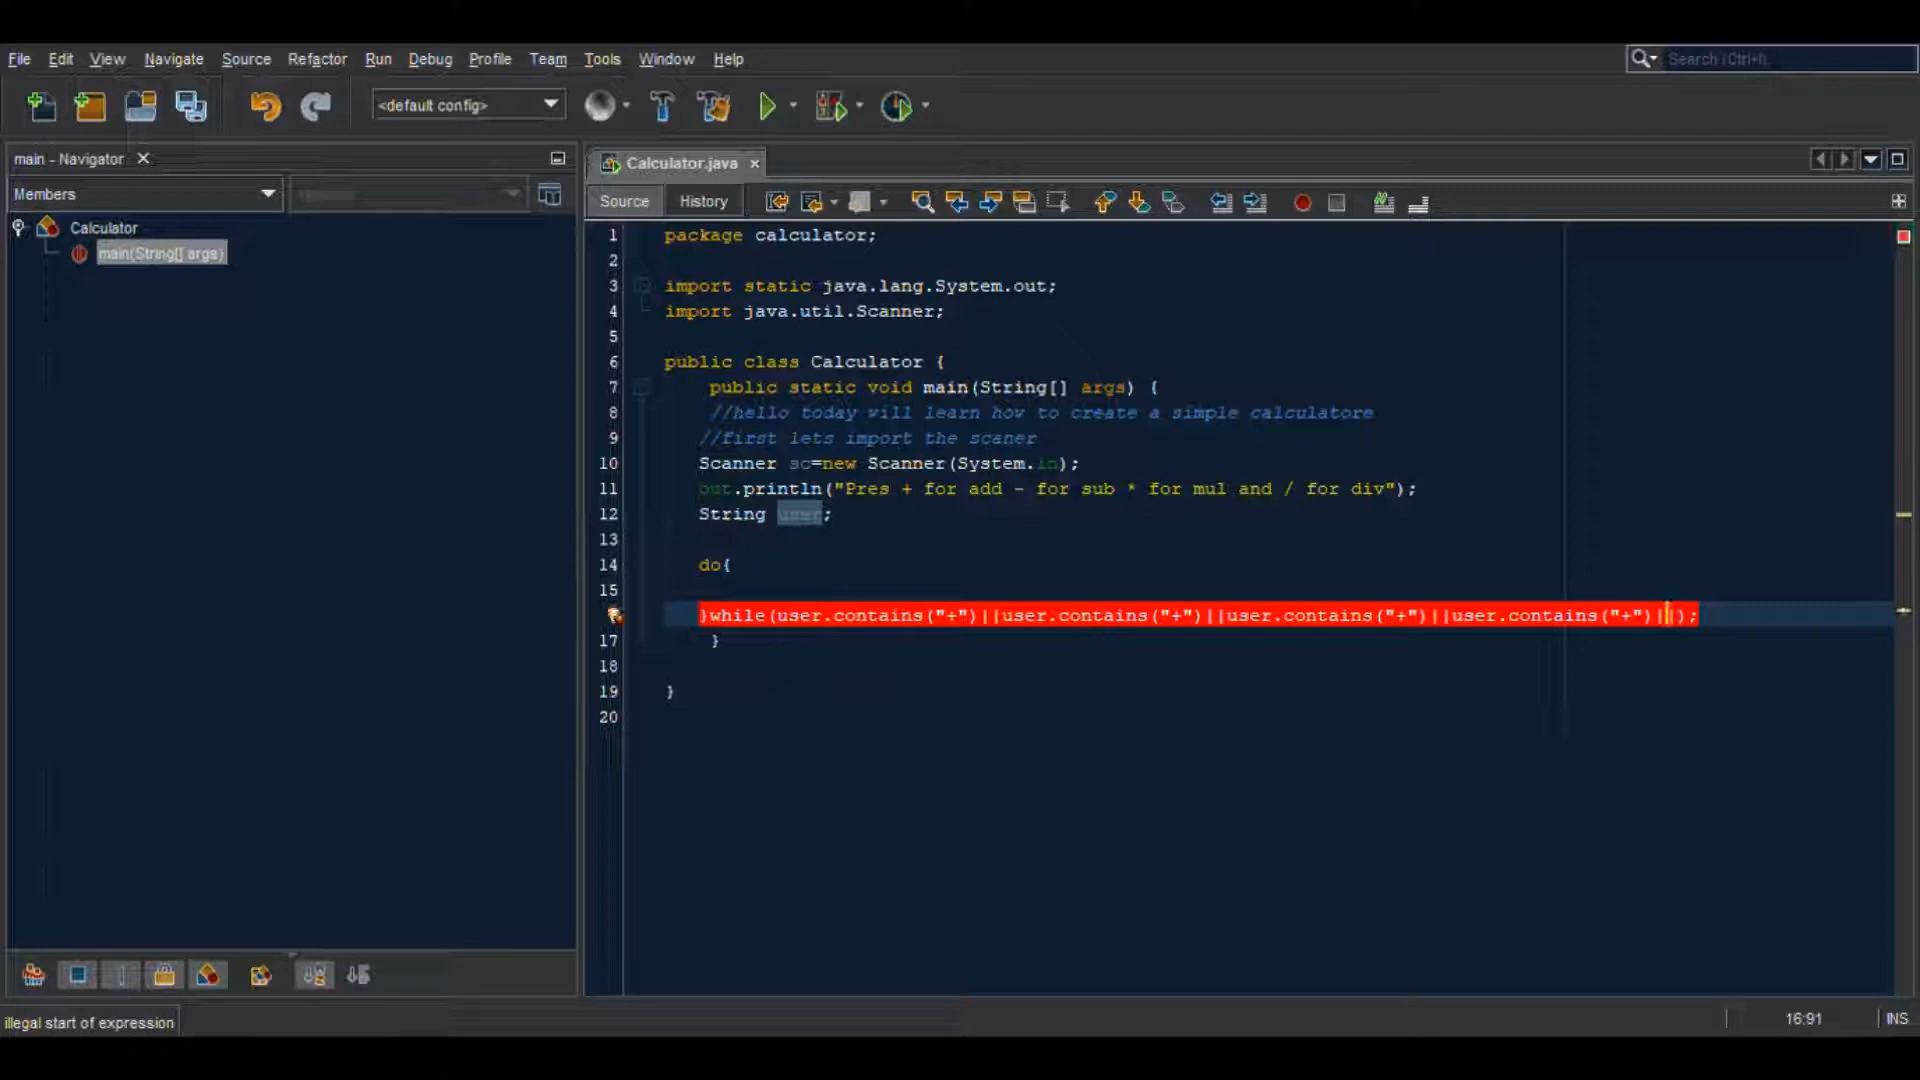 File Edit View Navigate Source Refactor Run Debug Profile Team Tools Window Help
Search (Ctrl+I)
<default config>
main - Navigator
Calculator.java
Members
Source History
Calculator
main(String[] args)
1 package calculator;
2
3 import static java.lang.System.out;
4 import java.util.Scanner;
5
6 public class Calculator {
7 public static void main(String[] args) {
8 //hello today will learn how to create a simple calculatore
9 //first lets import the scaner
10 Scanner sc=new Scanner(System.in);
11 out.println("Pres + for add - for sub * for mul and / for div");
12 String user;
13
14 do{
15
}while(user.contains("+")||user.contains("+")||user.contains("+")||user.contains("+")||);
17 }
18
19 }
20
illegal start of expression
16:91 INS